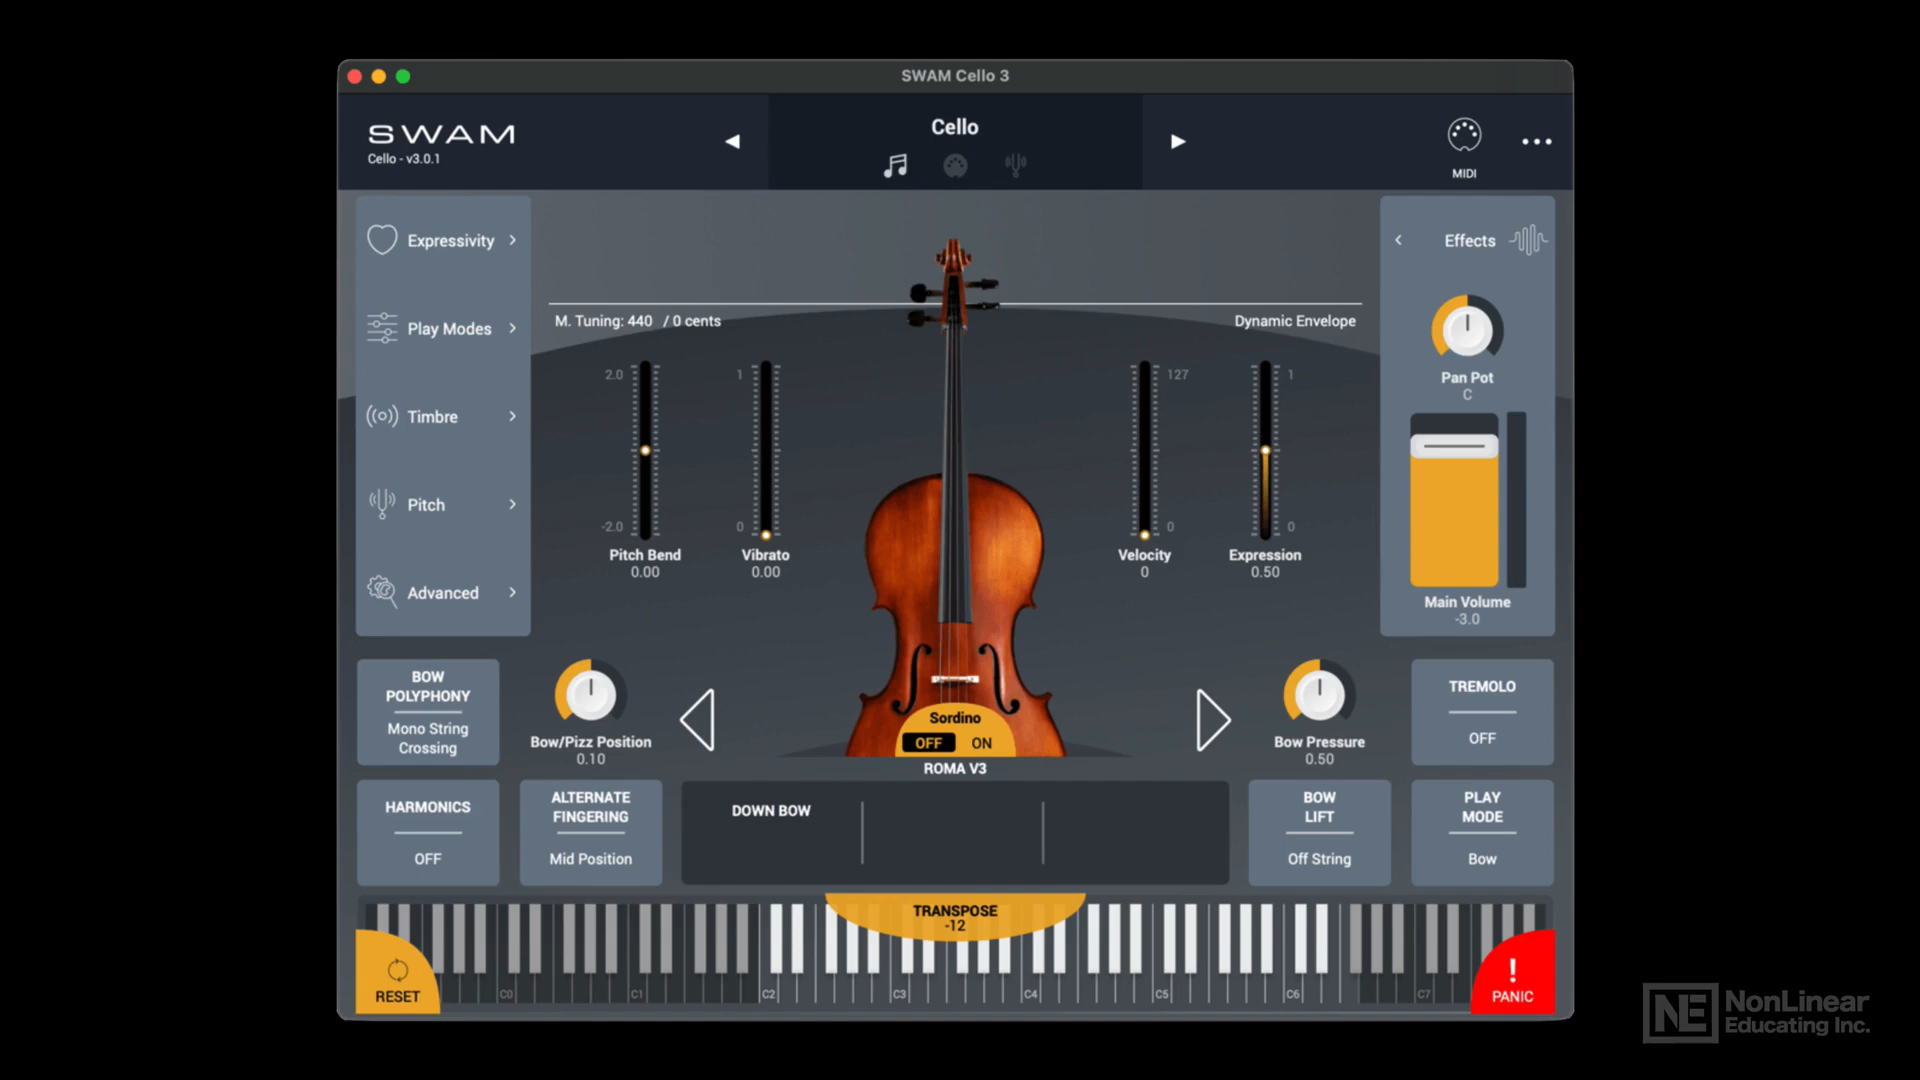 SWAM Cello 3
SWAM
Cello - v3.0.1
Cello
MIDI
Expressivity
Play Modes
Timbre
Pitch
Advanced
M. Tuning: 440 / 0 cents
Dynamic Envelope
Effects
Pan Pot
C
2.0
-2.0
Pitch Bend
0.00
1
0
Vibrato
0.00
127
0
Velocity
0
1
0
Expression
0.50
Main Volume
-3.0
BOW
POLYPHONY
Mono String
Crossing
Bow/Pizz Position
0.10
Sordino
OFF ON
ROMA V3
Bow Pressure
0.50
TREMOLO
OFF
HARMONICS
OFF
ALTERNATE
FINGERING
Mid Position
DOWN BOW
BOW
LIFT
Off String
PLAY
MODE
Bow
TRANSPOSE
-12
C0 C1 C2 C3 C4 C5 C6 C7
RESET
!
PANIC
NE NonLinear
Educating Inc.